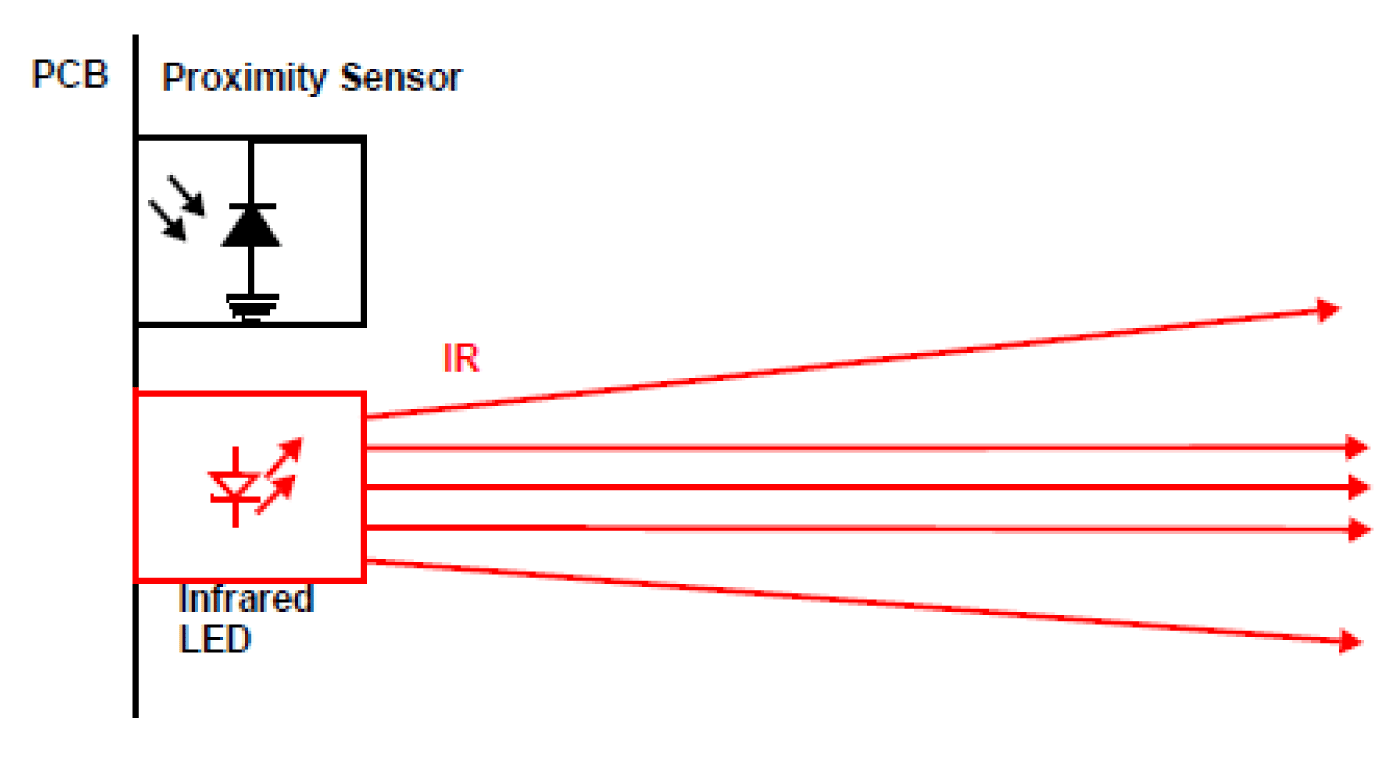 PCB
Proximity Sensor
IR
Infrared
LED